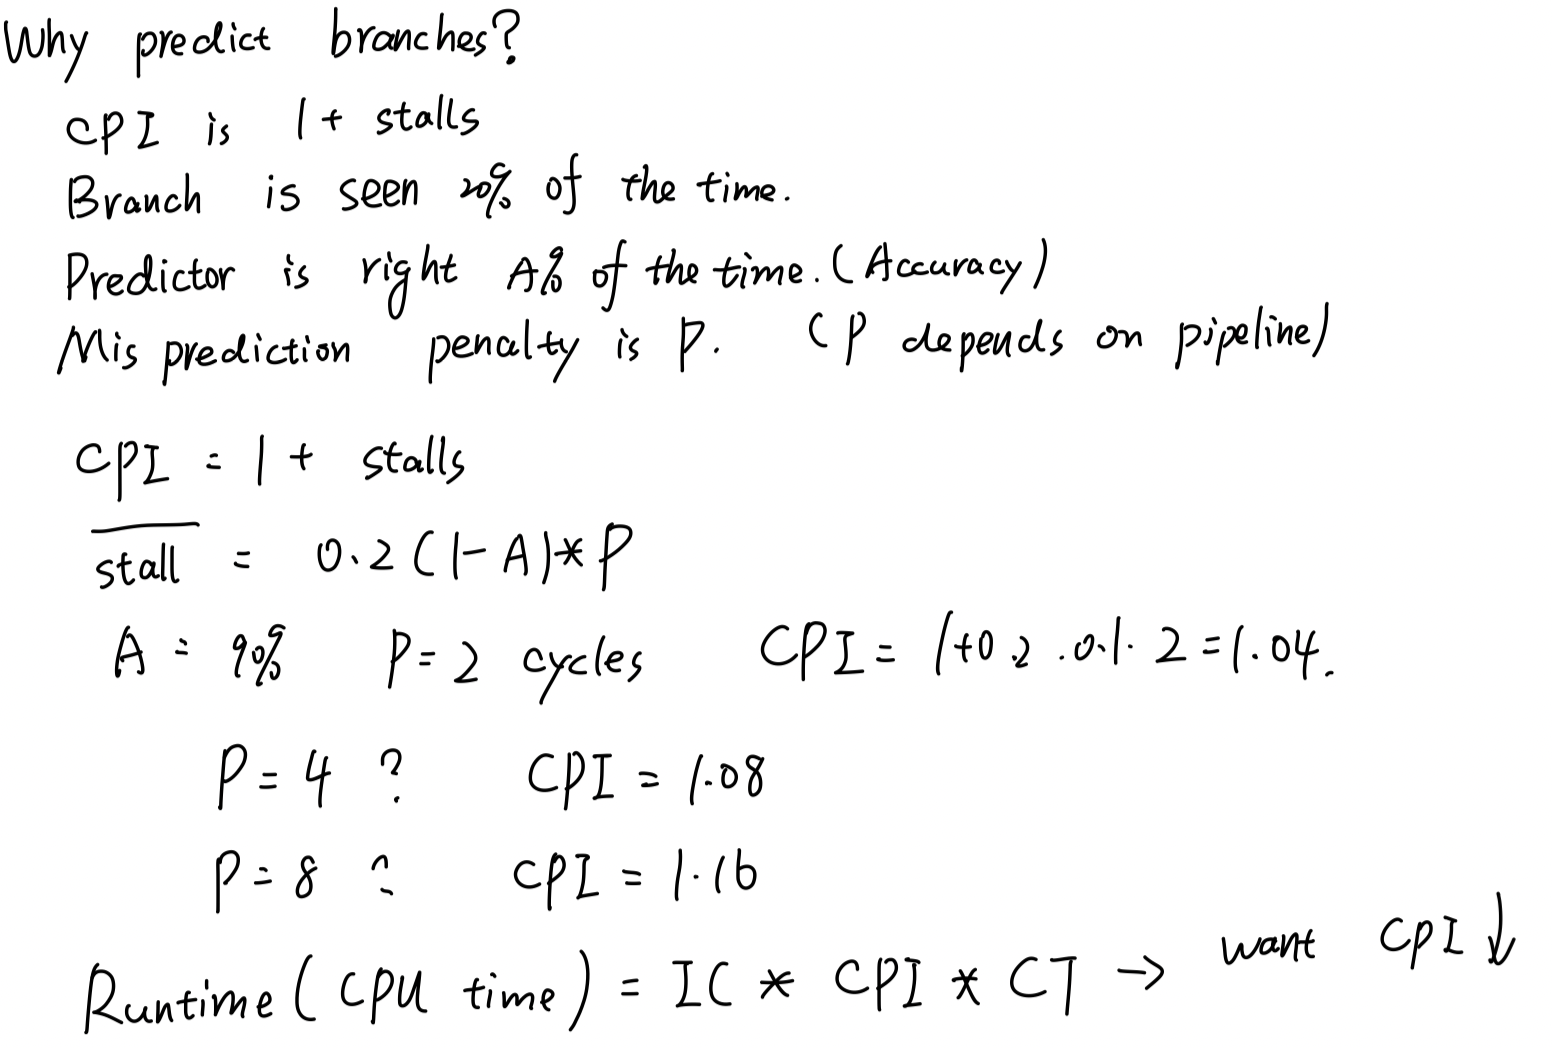 Why predict branches?
CPI is 1 + stalls
Branch is seen 20% of the time.
Predictor is right A% of the time. (Accuracy)
Mis prediction penalty is P. (P depends on pipeline)
CPI = 1 + stalls
stall = 0.2 (1 - A) * P
A = 90% P = 2 cycles CPI = 1+0.2 . 0.1 . 2 = 1.04.
P = 4 ? CPI = 1.08
P = 8 ? CPI = 1.16
Runtime (CPU time) = IC * CPI * CT → want CPI ↓